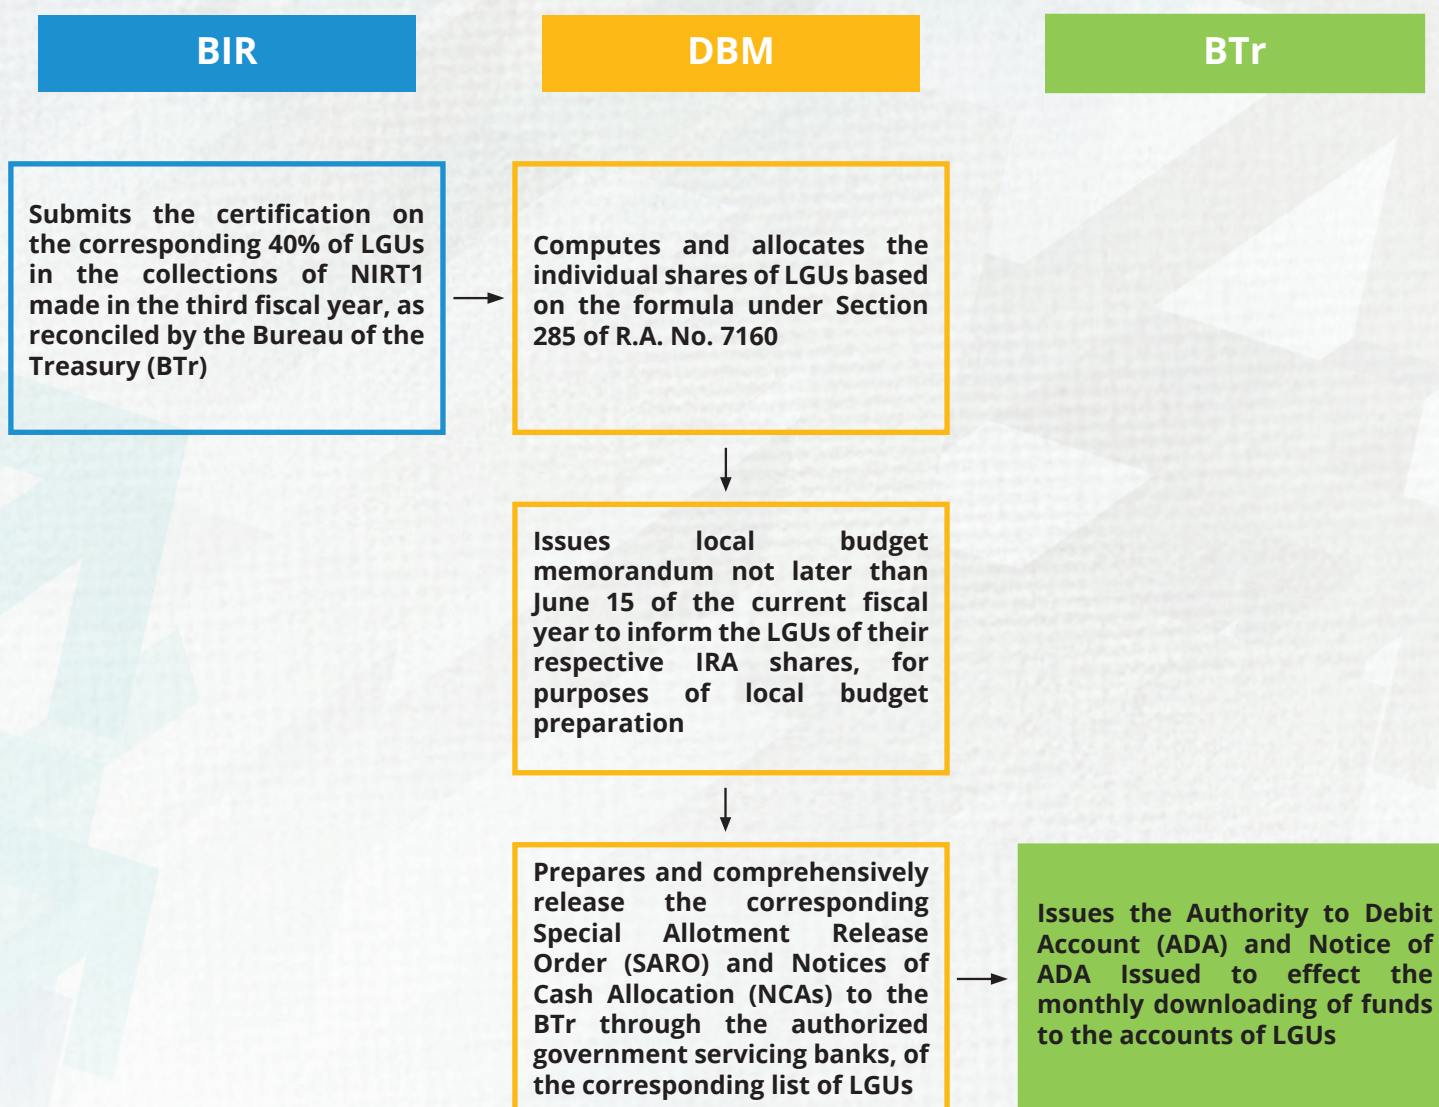 BIR
DBM
BTr
Submits the certification on
the corresponding 40% of LGUs
in the collections of NIRT1
made in the third fiscal year, as
reconciled by the Bureau of the
Treasury (BTr)
Computes and allocates the
individual shares of LGUs based
on the formula under Section
285 of R.A. No. 7160
Issues local budget
memorandum not later than
June 15 of the current fiscal
year to inform the LGUs of their
respective IRA shares, for
purposes of local budget
preparation
Prepares and comprehensively
release the corresponding
Special Allotment Release
Order (SARO) and Notices of
Cash Allocation (NCAs) to the
BTr through the authorized
government servicing banks, of
the corresponding list of LGUs
Issues the Authority to Debit
Account (ADA) and Notice of
ADA Issued to effect the
monthly downloading of funds
to the accounts of LGUs